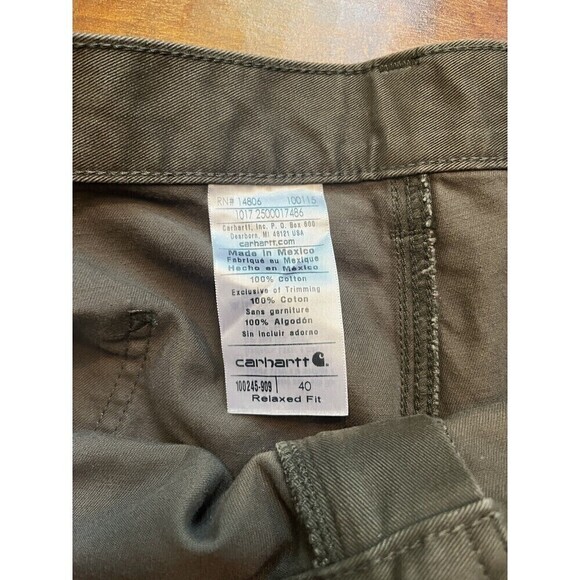 RN# 14806 100115
1017 2500017486
Carhartt, Inc. P.O. Box 600
Dearborn, MI 48121 USA
carhartt.com
Made in Mexico
Fabriqué au Mexique
Hecho en México
100% Cotton
Exclusive of Trimming
100% Coton
Sans garniture
100% Algodón
Sin incluir adorno
carhartt
100245-909 40
Relaxed Fit